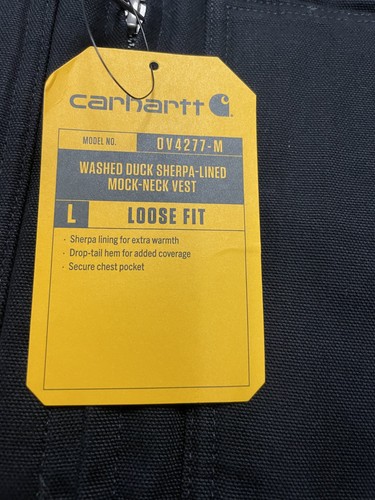 carhartt
MODEL NO. OV4277-M
WASHED DUCK SHERPA-LINED
MOCK-NECK VEST
L LOOSE FIT
· Sherpa lining for extra warmth
· Drop-tail hem for added coverage
· Secure chest pocket